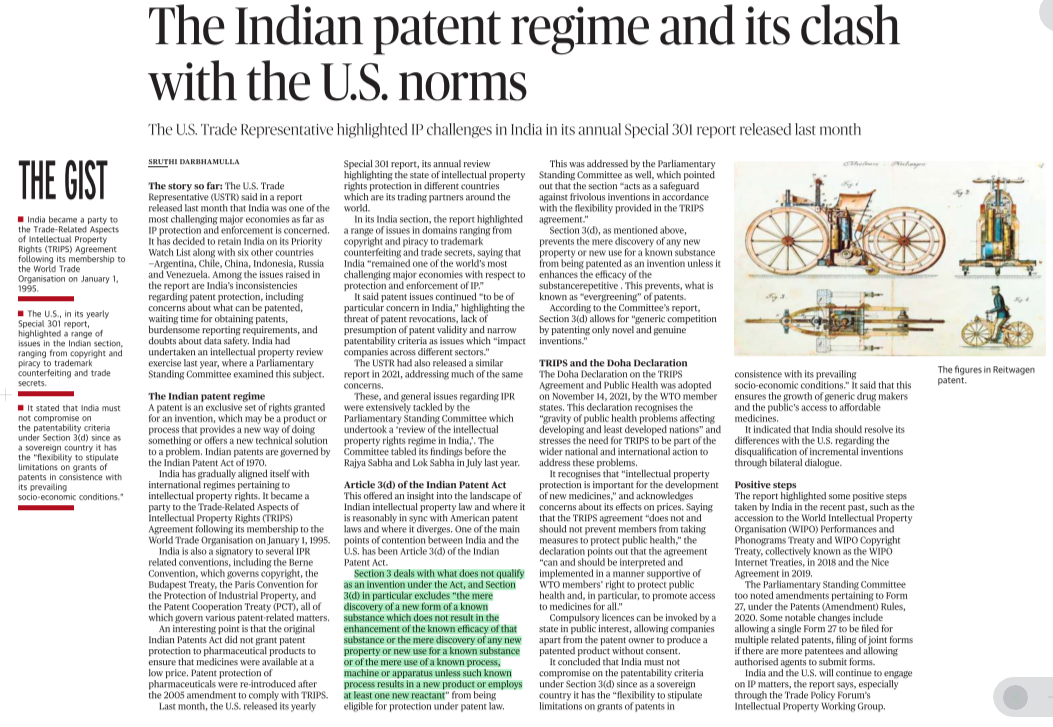 The Indian patent regime and its clash
with the U.S. norms
The U.S. Trade Representative highlighted IP challenges in India in its annual Special 301 report released last month
THE GIST
India became a party to
the Trade-Related Aspects
of Intellectual Property
Rights (TRIPS) Agreement
following its membership to
the World Trade
Organisation on January 1,
1995.
The U.S., in its yearly
Special 301 report,
highlighted a range of
issues in the Indian section,
ranging from copyright and
piracy to trademark
counterfeiting and trade
secrets.
It stated that India must
not compromise on
the patentability criteria
under Section 3(d) since as
a sovereign country it has
the "flexibility to stipulate
limitations on grants of
patents in consistence with
its prevailing
socio-economic conditions."
SRUTHI DARBHAMULLA
The story so far: The U.S. Trade
Representative (USTR) said in a report
released last month that India was one of the
most challenging major economies as far as
IP protection and enforcement is concerned.
It has decided to retain India on its Priority
Watch List along with six other countries
–Argentina, Chile, China, Indonesia, Russia
and Venezuela. Among the issues raised in
the report are India's inconsistencies
regarding patent protection, including
concerns about what can be patented,
waiting time for obtaining patents,
burdensome reporting requirements, and
doubts about data safety. India had
undertaken an intellectual property review
exercise last year, where a Parliamentary
Standing Committee examined this subject.
The Indian patent regime
A patent is an exclusive set of rights granted
for an invention, which may be a product or
process that provides a new way of doing
something or offers a new technical solution
to a problem. Indian patents are governed by
the Indian Patent Act of 1970.
India has gradually aligned itself with
international regimes pertaining to
intellectual property rights. It became a
party to the Trade-Related Aspects of
Intellectual Property Rights (TRIPS)
Agreement following its membership to the
World Trade Organisation on January 1, 1995.
India is also a signatory to several IPR
related conventions, including the Berne
Convention, which governs copyright, the
Budapest Treaty, the Paris Convention for
the Protection of Industrial Property, and
the Patent Cooperation Treaty (PCT), all of
which govern various patent-related matters.
An interesting point is that the original
Indian Patents Act did not grant patent
protection to pharmaceutical products to
ensure that medicines were available at a
low price. Patent protection of
pharmaceuticals were re-introduced after
the 2005 amendment to comply with TRIPS.
Last month, the U.S. released its yearly
Special 301 report, its annual review
highlighting the state of intellectual property
rights protection in different countries
which are its trading partners around the
world.
In its India section, the report highlighted
a range of issues in domains ranging from
copyright and piracy to trademark
counterfeiting and trade secrets, saying that
India "remained one of the world's most
challenging major economies with respect to
protection and enforcement of IP."
It said patent issues continued "to be of
particular concern in India," highlighting the
threat of patent revocations, lack of
presumption of patent validity and narrow
patentability criteria as issues which "impact
companies across different sectors."
The USTR had also released a similar
report in 2021, addressing much of the same
concerns.
These, and general issues regarding IPR
were extensively tackled by the
Parliamentary Standing Committee which
undertook a 'review of the intellectual
property rights regime in India,'. The
Committee tabled its findings before the
Rajya Sabha and Lok Sabha in July last year.
Article 3(d) of the Indian Patent Act
This offered an insight into the landscape of
Indian intellectual property law and where it
is reasonably in sync with American patent
laws and where it diverges. One of the main
points of contention between India and the
U.S. has been Article 3(d) of the Indian
Patent Act.
Section 3 deals with what does not qualify
as an invention under the Act, and Section
3(d) in particular excludes "the mere
discovery of a new form of a known
substance which does not result in the
enhancement of the known efficacy of that
substance or the mere discovery of any new
property or new use for a known substance
or of the mere use of a known process,
machine or apparatus unless such known
process results in a new product or employs
at least one new reactant" from being
eligible for protection under patent law.
This was addressed by the Parliamentary
Standing Committee as well, which pointed
out that the section "acts as a safeguard
against frivolous inventions in accordance
with the flexibility provided in the TRIPS
agreement."
Section 3(d), as mentioned above,
prevents the mere discovery of any new
property or new use for a known substance
from being patented as an invention unless it
enhances the efficacy of the
substancerepetitive . This prevents, what is
known as "evergreening" of patents.
According to the Committee's report,
Section 3(d) allows for "generic competition
by patenting only novel and genuine
inventions."
TRIPS and the Doha Declaration
The Doha Declaration on the TRIPS
Agreement and Public Health was adopted
on November 14, 2021, by the WTO member
states. This declaration recognises the
"gravity of public health problems affecting
developing and least developed nations" and
stresses the need for TRIPS to be part of the
wider national and international action to
address these problems.
It recognises that "intellectual property
protection is important for the development
of new medicines," and acknowledges
concerns about its effects on prices. Saying
that the TRIPS agreement "does not and
should not prevent members from taking
measures to protect public health," the
declaration points out that the agreement
"can and should be interpreted and
implemented in a manner supportive of
WTO members' right to protect public
health and, in particular, to promote access
to medicines for all."
Compulsory licences can be invoked by a
state in public interest, allowing companies
apart from the patent owner to produce a
patented product without consent.
It concluded that India must not
compromise on the patentability criteria
under Section 3(d) since as a sovereign
country it has the "flexibility to stipulate
limitations on grants of patents in
consistence with its prevailing
socio-economic conditions." It said that this
ensures the growth of generic drug makers
and the public's access to affordable
medicines.
It indicated that India should resolve its
differences with the U.S. regarding the
disqualification of incremental inventions
through bilateral dialogue.
Positive steps
The report highlighted some positive steps
taken by India in the recent past, such as the
accession to the World Intellectual Property
Organisation (WIPO) Performances and
Phonograms Treaty and WIPO Copyright
Treaty, collectively known as the WIPO
Internet Treaties, in 2018 and the Nice
Agreement in 2019.
The Parliamentary Standing Committee
too noted amendments pertaining to Form
27, under the Patents (Amendment) Rules,
2020. Some notable changes include
allowing a single Form 27 to be filed for
multiple related patents, filing of joint forms
if there are more patentees and allowing
authorised agents to submit forms.
India and the U.S. will continue to engage
on IP matters, the report says, especially
through the Trade Policy Forum's
Intellectual Property Working Group.
Fig. 1
Fig. 2
Fig. 3
Fig. 4
The figures in Reitwagen
patent.